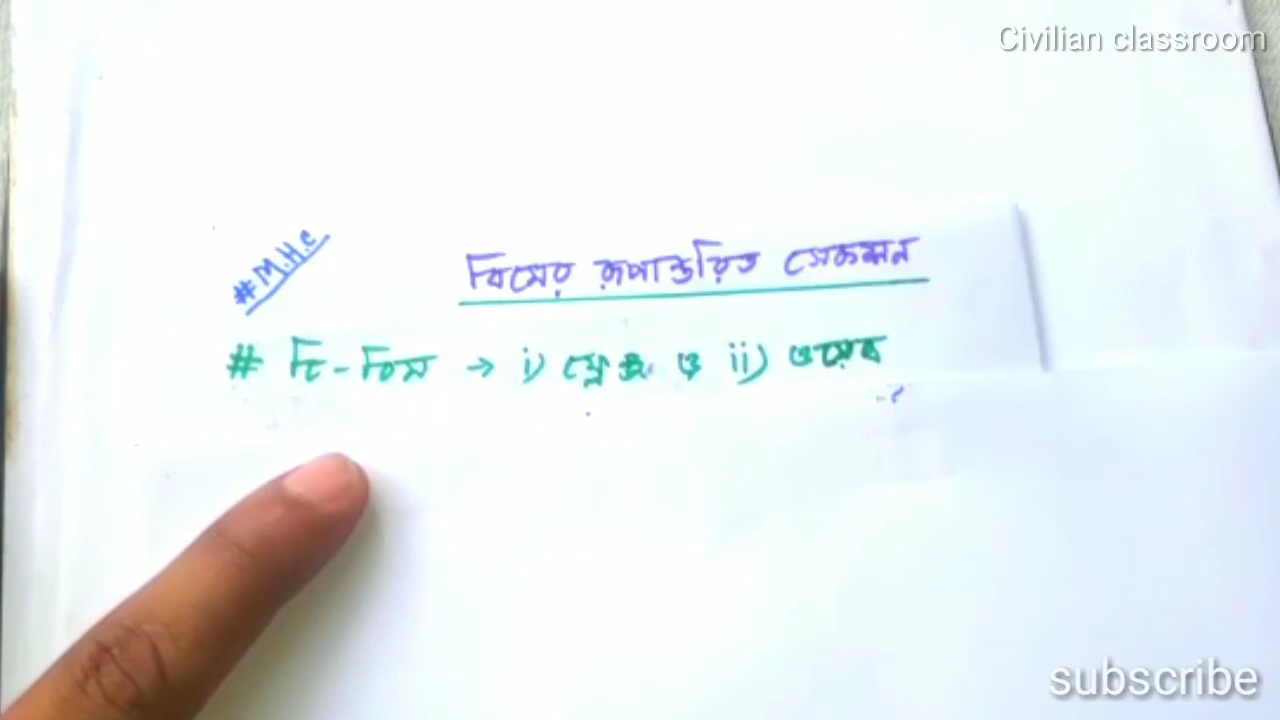 Civilian classroom
#M.H.C
বিমের রূপান্তরিত সেকশন
# টি-বিম → i) ফ্লেঞ্জ ও ii) ওয়েব
subscribe